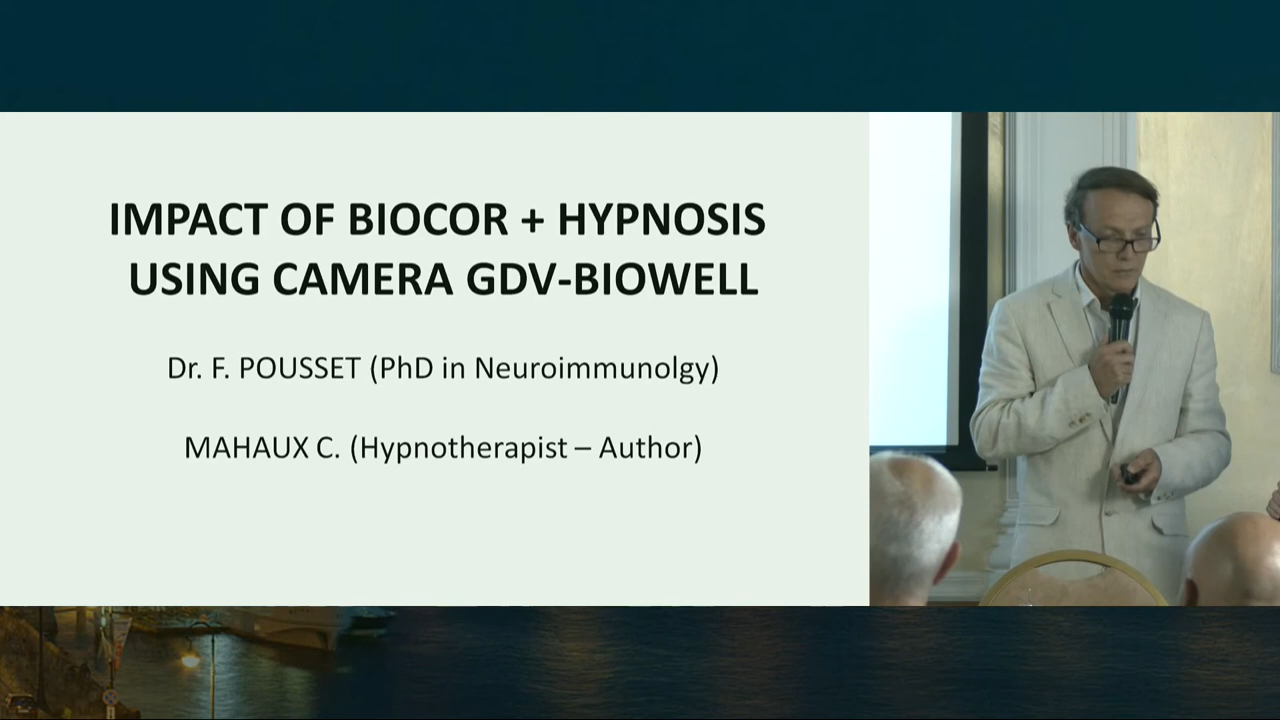 IMPACT OF BIOCOR + HYPNOSIS
USING CAMERA GDV-BIOWELL
Dr. F. POUSSET (PhD in Neuroimmunolgy)
MAHAUX C. (Hypnotherapist – Author)